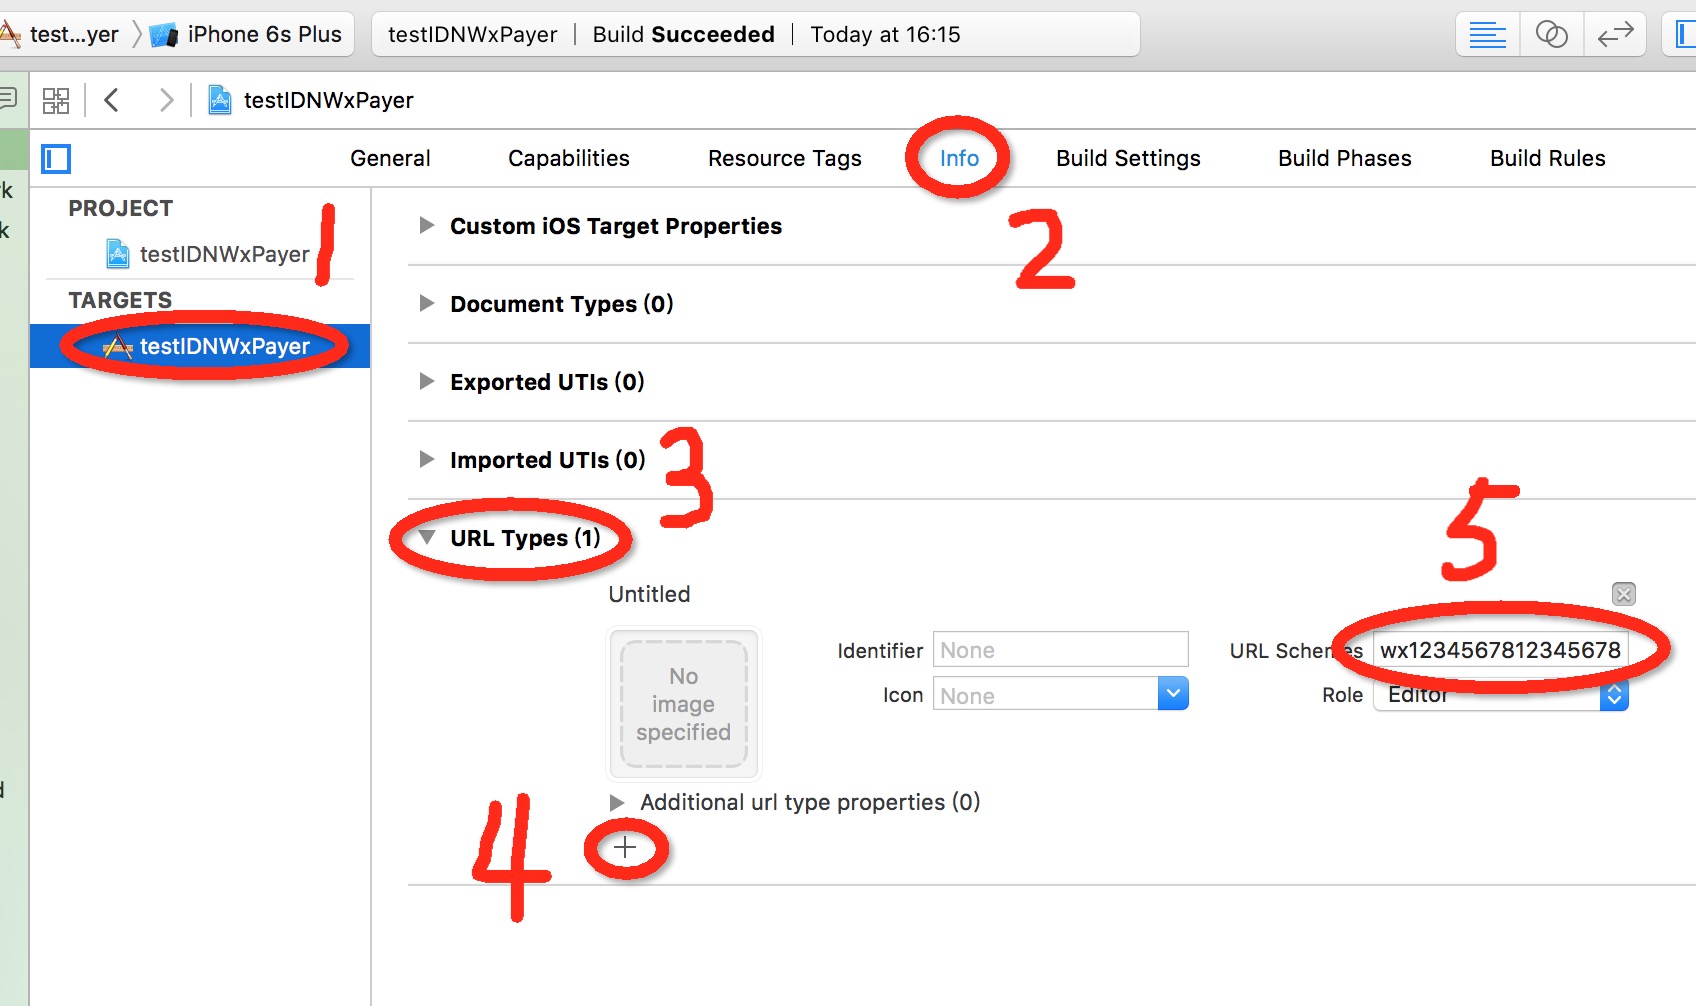 test...yer iPhone 6s Plus testIDNWxPayer Build Succeeded Today at 16:15
testIDNWxPayer
General Capabilities Resource Tags Info Build Settings Build Phases Build Rules
rk
k
d
PROJECT
testIDNWxPayer
1
TARGETS
testIDNWxPayer
Custom iOS Target Properties
2
Document Types (0)
Exported UTIs (0)
Imported UTIs (0)
3
URL Types (1)
5
Untitled
No
image
specified
Identifier None
URL Schemes wx1234567812345678
Icon None
Role Editor
Additional url type properties (0)
4